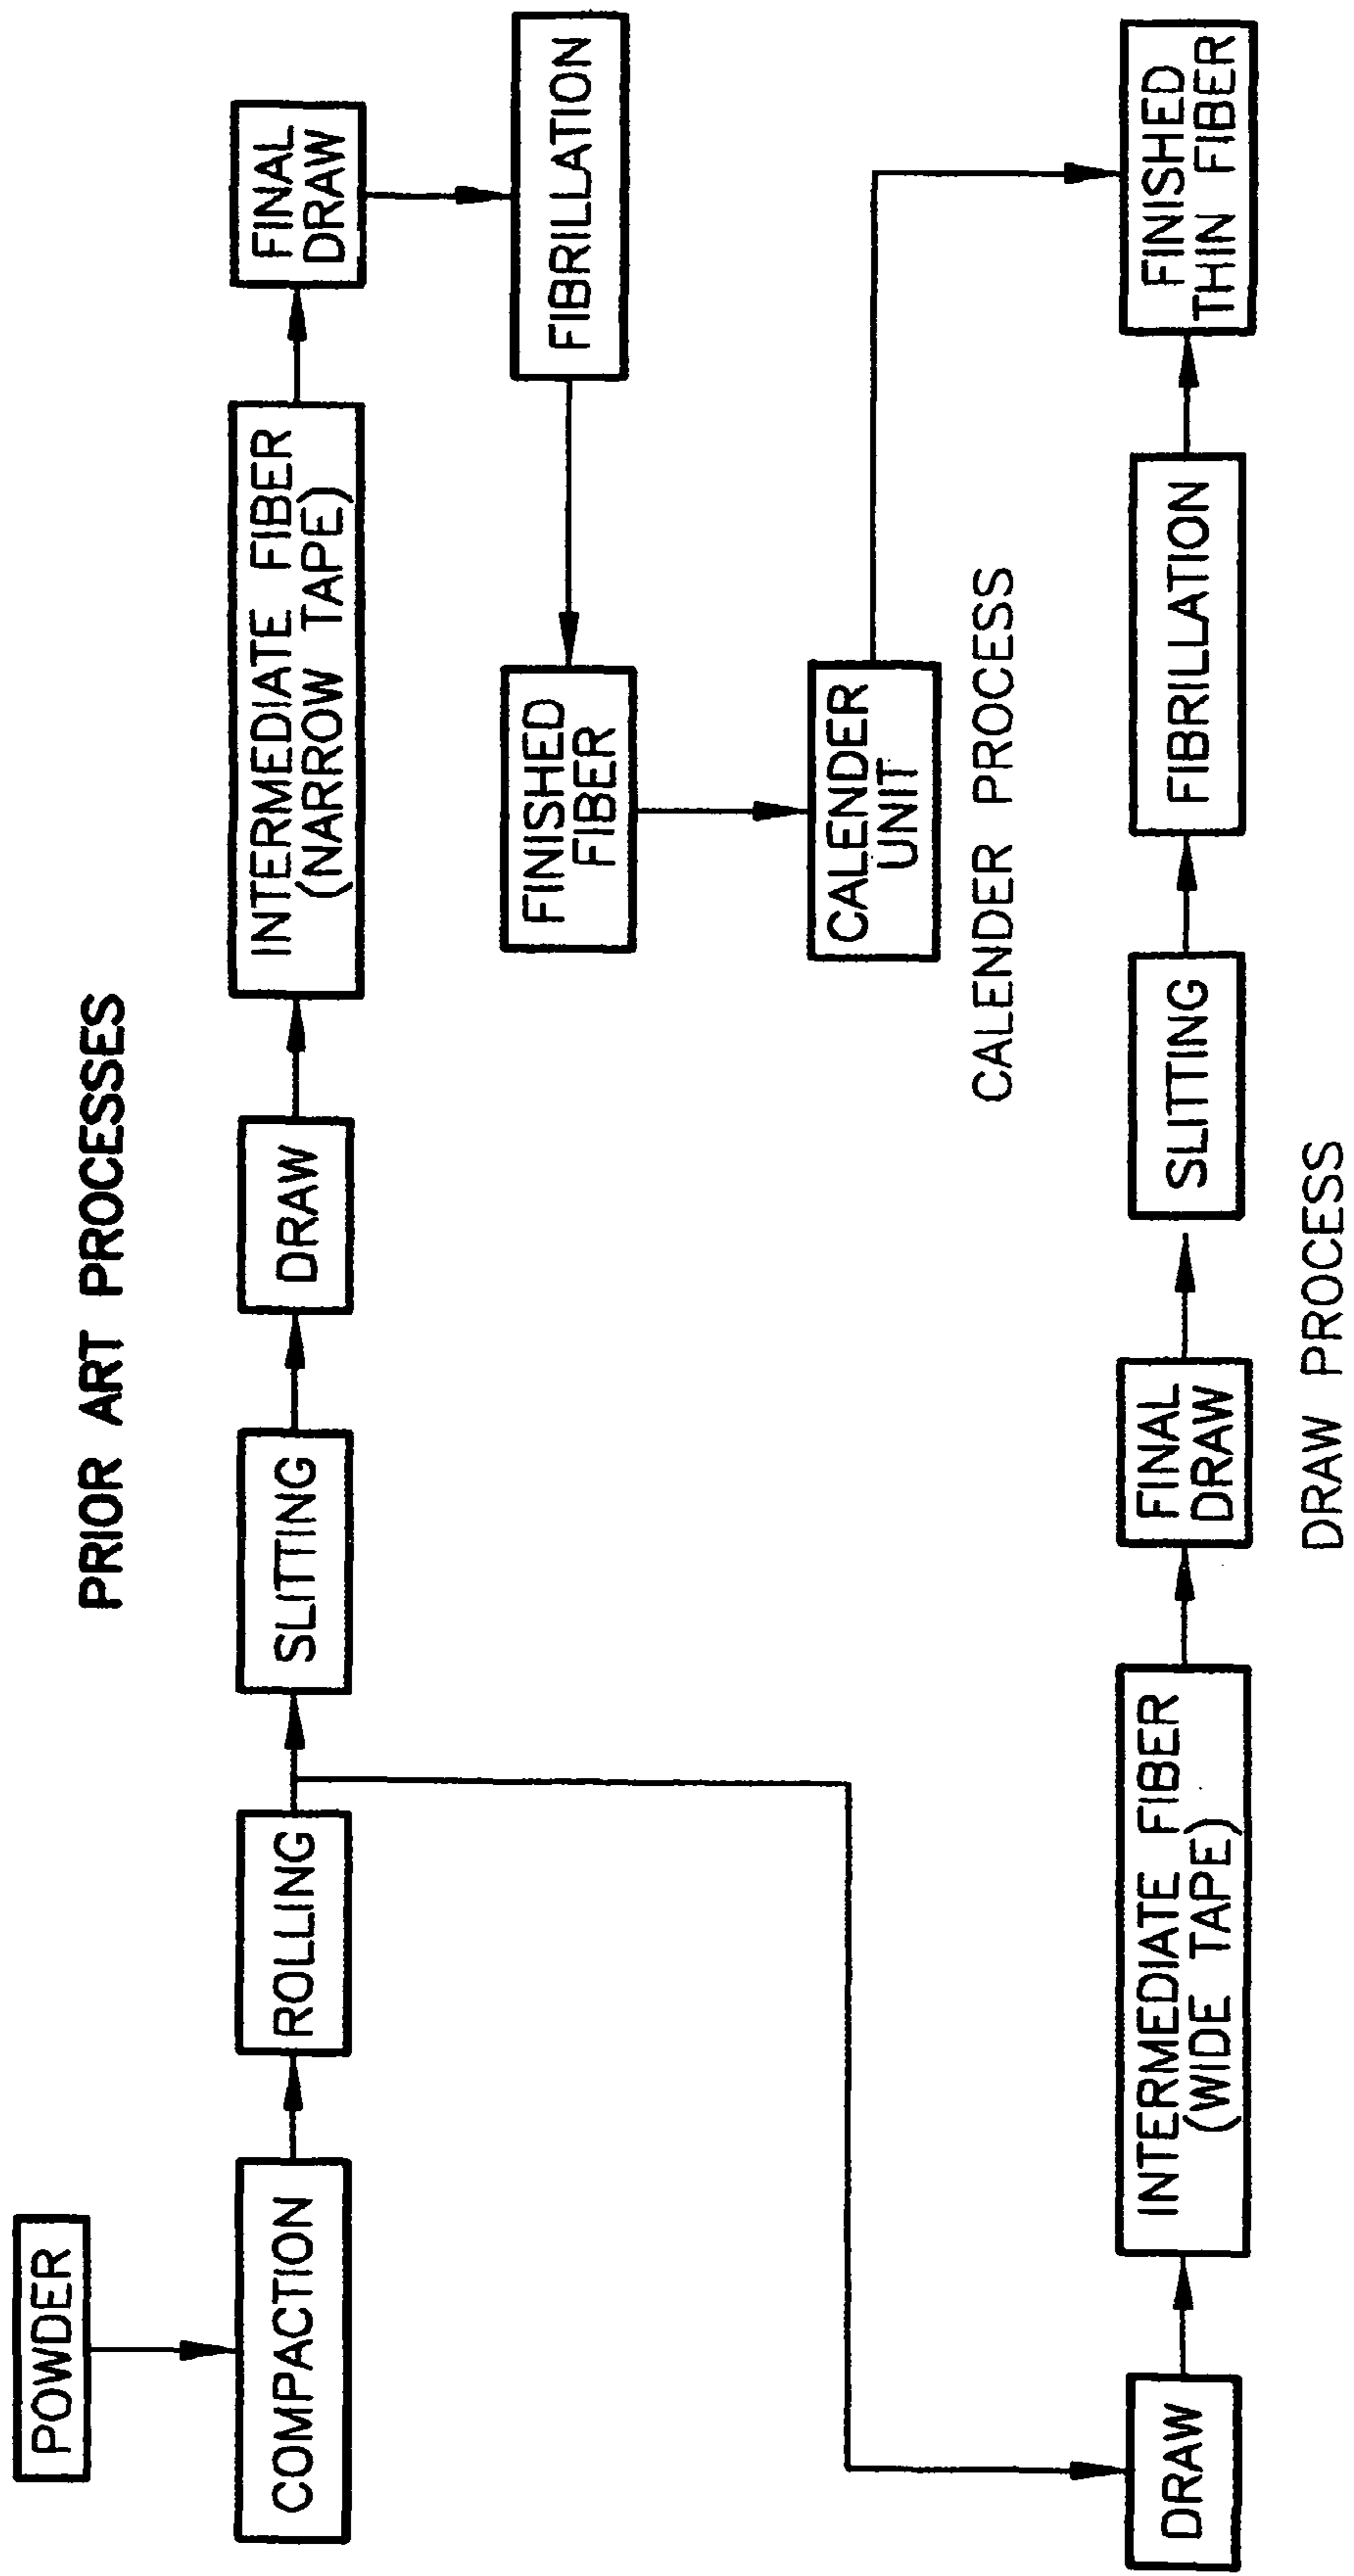 PRIOR ART PROCESSES
POWDER
COMPACTION
ROLLING
SLITTING
DRAW
INTERMEDIATE FIBER
(NARROW TAPE)
FINAL
DRAW
FIBRILLATION
FINISHED
FIBER
CALENDER
UNIT
CALENDER PROCESS
DRAW
INTERMEDIATE FIBER
(WIDE TAPE)
FINAL
DRAW
SLITTING
FIBRILLATION
FINISHED
THIN FIBER
DRAW PROCESS